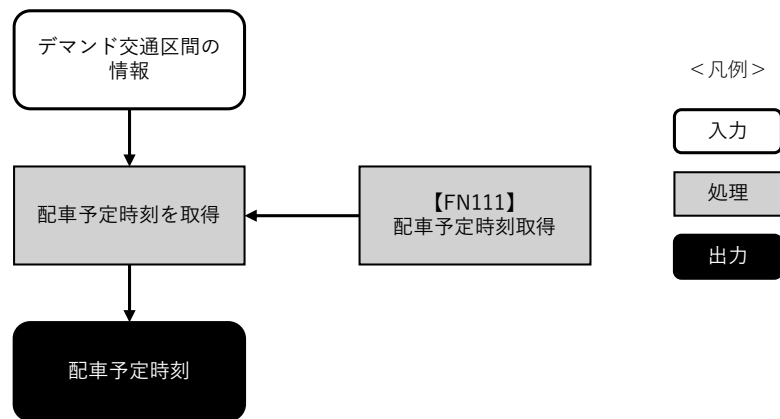 デマンド交通区間の
情報
配車予定時刻を取得
【FN111】
配車予定時刻取得
配車予定時刻
＜凡例＞
入力
処理
出力